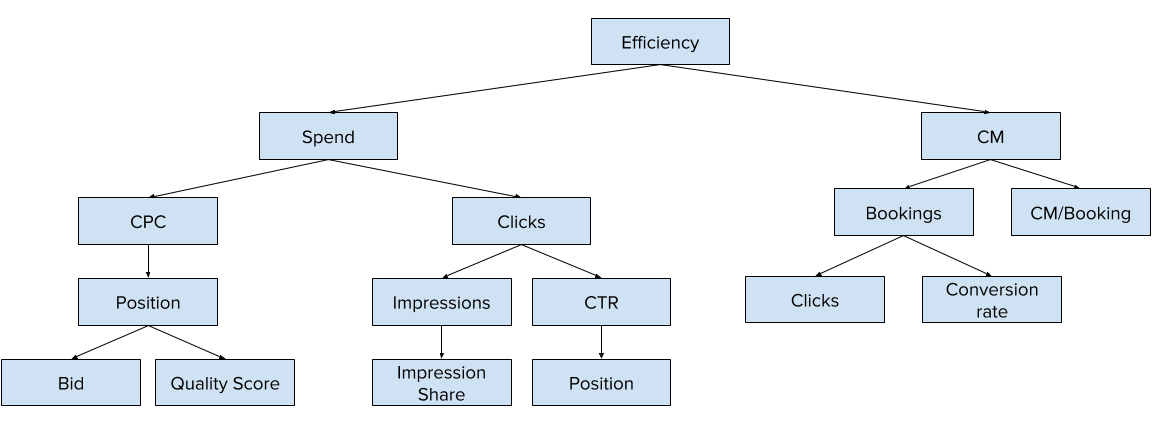 Efficiency
Spend
CM
CPC
Clicks
Bookings
CM/Booking
Position
Impressions
CTR
Clicks
Conversion
rate
Bid
Quality Score
Impression
Share
Position